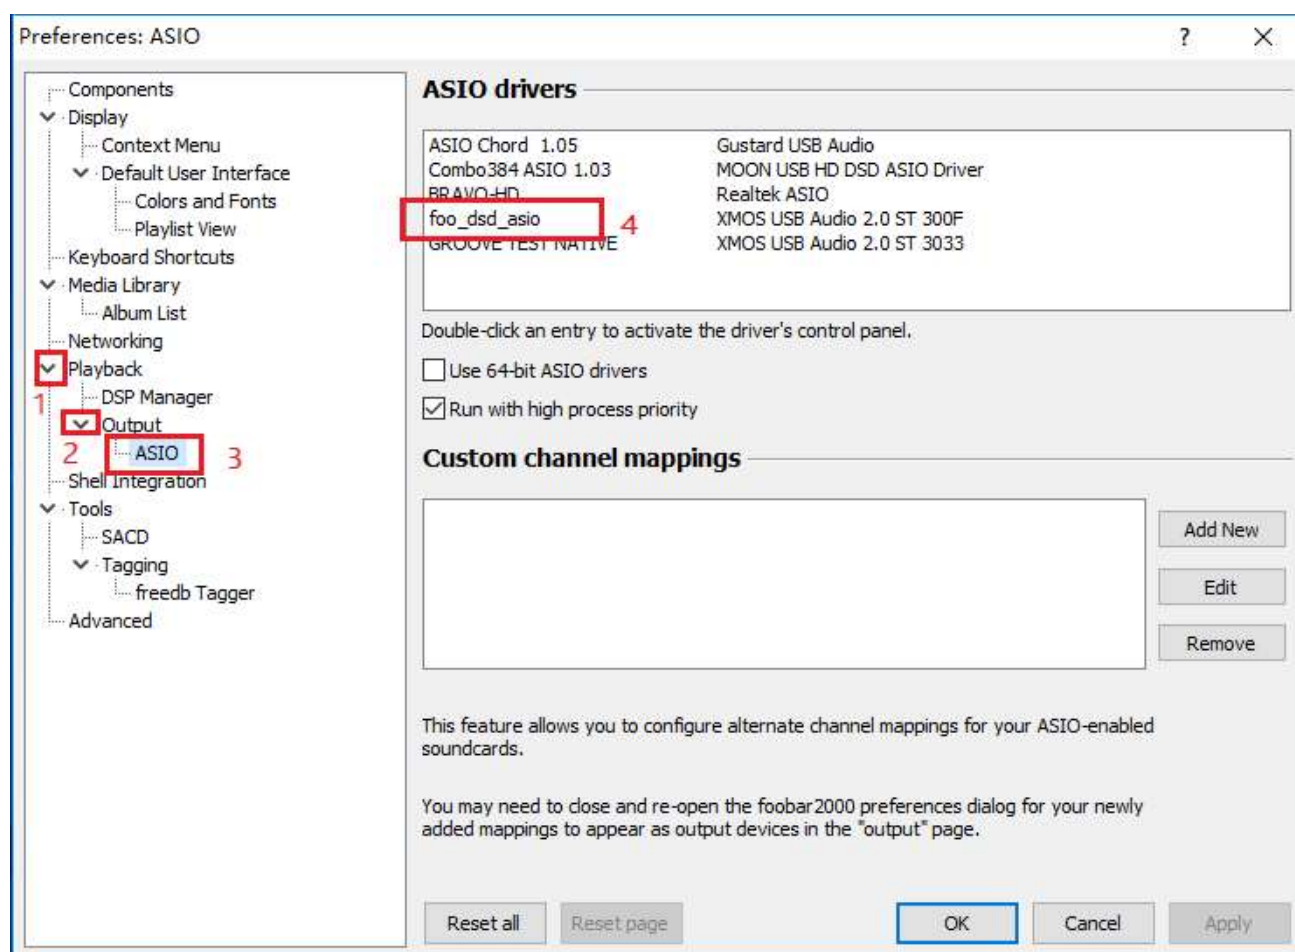 Preferences: ASIO
?
Components
Display
Context Menu
Default User Interface
Colors and Fonts
Playlist View
Keyboard Shortcuts
Media Library
Album List
Networking
Playback
1
DSP Manager
Output
2
ASIO
3
Shell Integration
Tools
SACD
Tagging
freedb Tagger
Advanced
ASIO drivers
ASIO Chord 1.05
Combo384 ASIO 1.03
BRAVO-HD
foo_dsd_asio
4
GROOVE TEST NATIVE
Gustard USB Audio
MOON USB HD DSD ASIO Driver
Realtek ASIO
XMOS USB Audio 2.0 ST 300F
XMOS USB Audio 2.0 ST 3033
Double-click an entry to activate the driver's control panel.
Use 64-bit ASIO drivers
Run with high process priority
Custom channel mappings
Add New
Edit
Remove
This feature allows you to configure alternate channel mappings for your ASIO-enabled
soundcards.
You may need to close and re-open the foobar2000 preferences dialog for your newly
added mappings to appear as output devices in the "output" page.
Reset all
Reset page
OK
Cancel
Apply